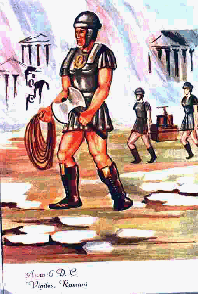 Anno 6 D. C.
Vigiles, Romani